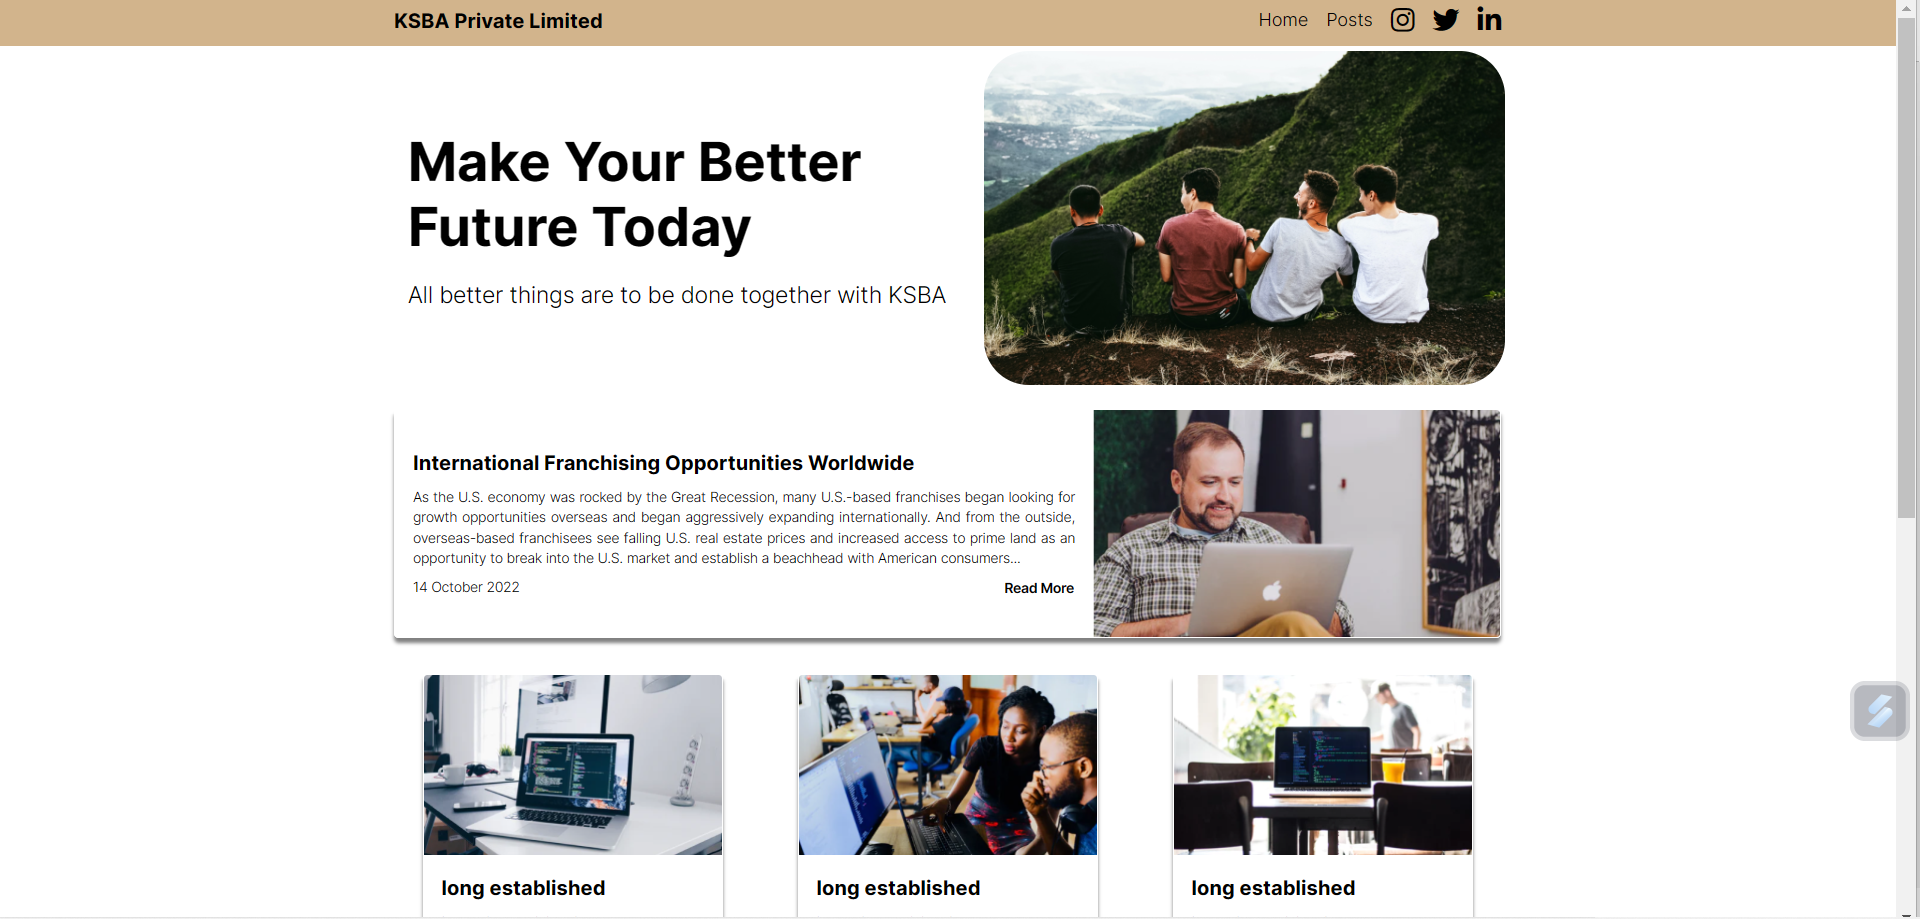 KSBA Private Limited
Home Posts
Make Your Better
Future Today
All better things are to be done together with KSBA
International Franchising Opportunities Worldwide
As the U.S. economy was rocked by the Great Recession, many U.S.-based franchises began looking for
growth opportunities overseas and began aggressively expanding internationally. And from the outside,
overseas-based franchisees see falling U.S. real estate prices and increased access to prime land as an
opportunity to break into the U.S. market and establish a beachhead with American consumers...
14 October 2022
Read More
long established
long established
long established